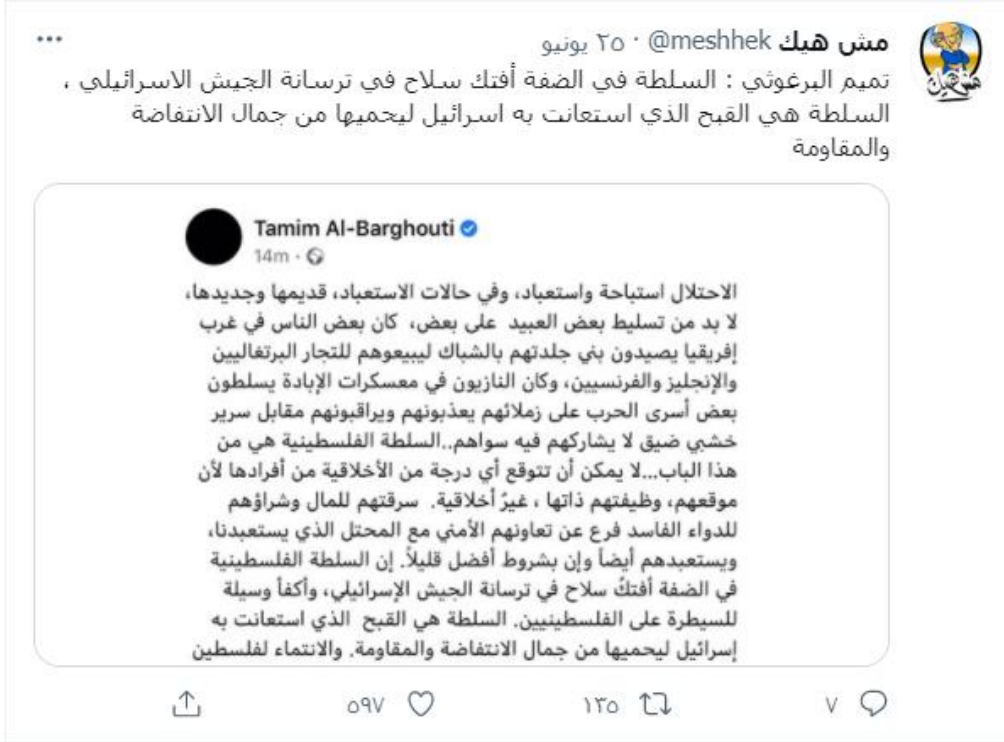 مش هيك @meshhek · ٢٥ يونيو
تميم البرغوثي : السلطة في الضفة أفتك سلاح في ترسانة الجيش الاسرائيلي ،
السلطة هي القبح الذي استعانت به اسرائيل ليحميها من جمال الانتفاضة
والمقاومة
Tamim Al-Barghouti
14m ·
الاحتلال استباحة واستعباد، وفي حالات الاستعباد، قديمها وجديدها،
لا بد من تسليط بعض العبيد على بعض، كان بعض الناس في غرب
إفريقيا يصيدون بني جلدتهم بالشباك ليبيعوهم للتجار البرتغاليين
والإنجليز والفرنسيين، وكان النازيون في معسكرات الإبادة يسلطون
بعض أسرى الحرب على زملائهم يعذبونهم ويراقبونهم مقابل سرير
خشبي ضيق لا يشاركهم فيه سواهم..السلطة الفلسطينية هي من
هذا الباب...لا يمكن أن تتوقع أي درجة من الأخلاقية من أفرادها لأن
موقعهم، وظيفتهم ذاتها ، غيرُ أخلاقية. سرقتهم للمال وشراؤهم
للدواء الفاسد فرع عن تعاونهم الأمني مع المحتل الذي يستعبدنا،
ويستعبدهم أيضاً وإن بشروط أفضل قليلاً. إن السلطة الفلسطينية
في الضفة أفتكُ سلاح في ترسانة الجيش الإسرائيلي، وأكفأ وسيلة
للسيطرة على الفلسطينيين. السلطة هي القبح الذي استعانت به
إسرائيل ليحميها من جمال الانتفاضة والمقاومة. والانتماء لفلسطين
٧ ١٣٥ ٥٩٧